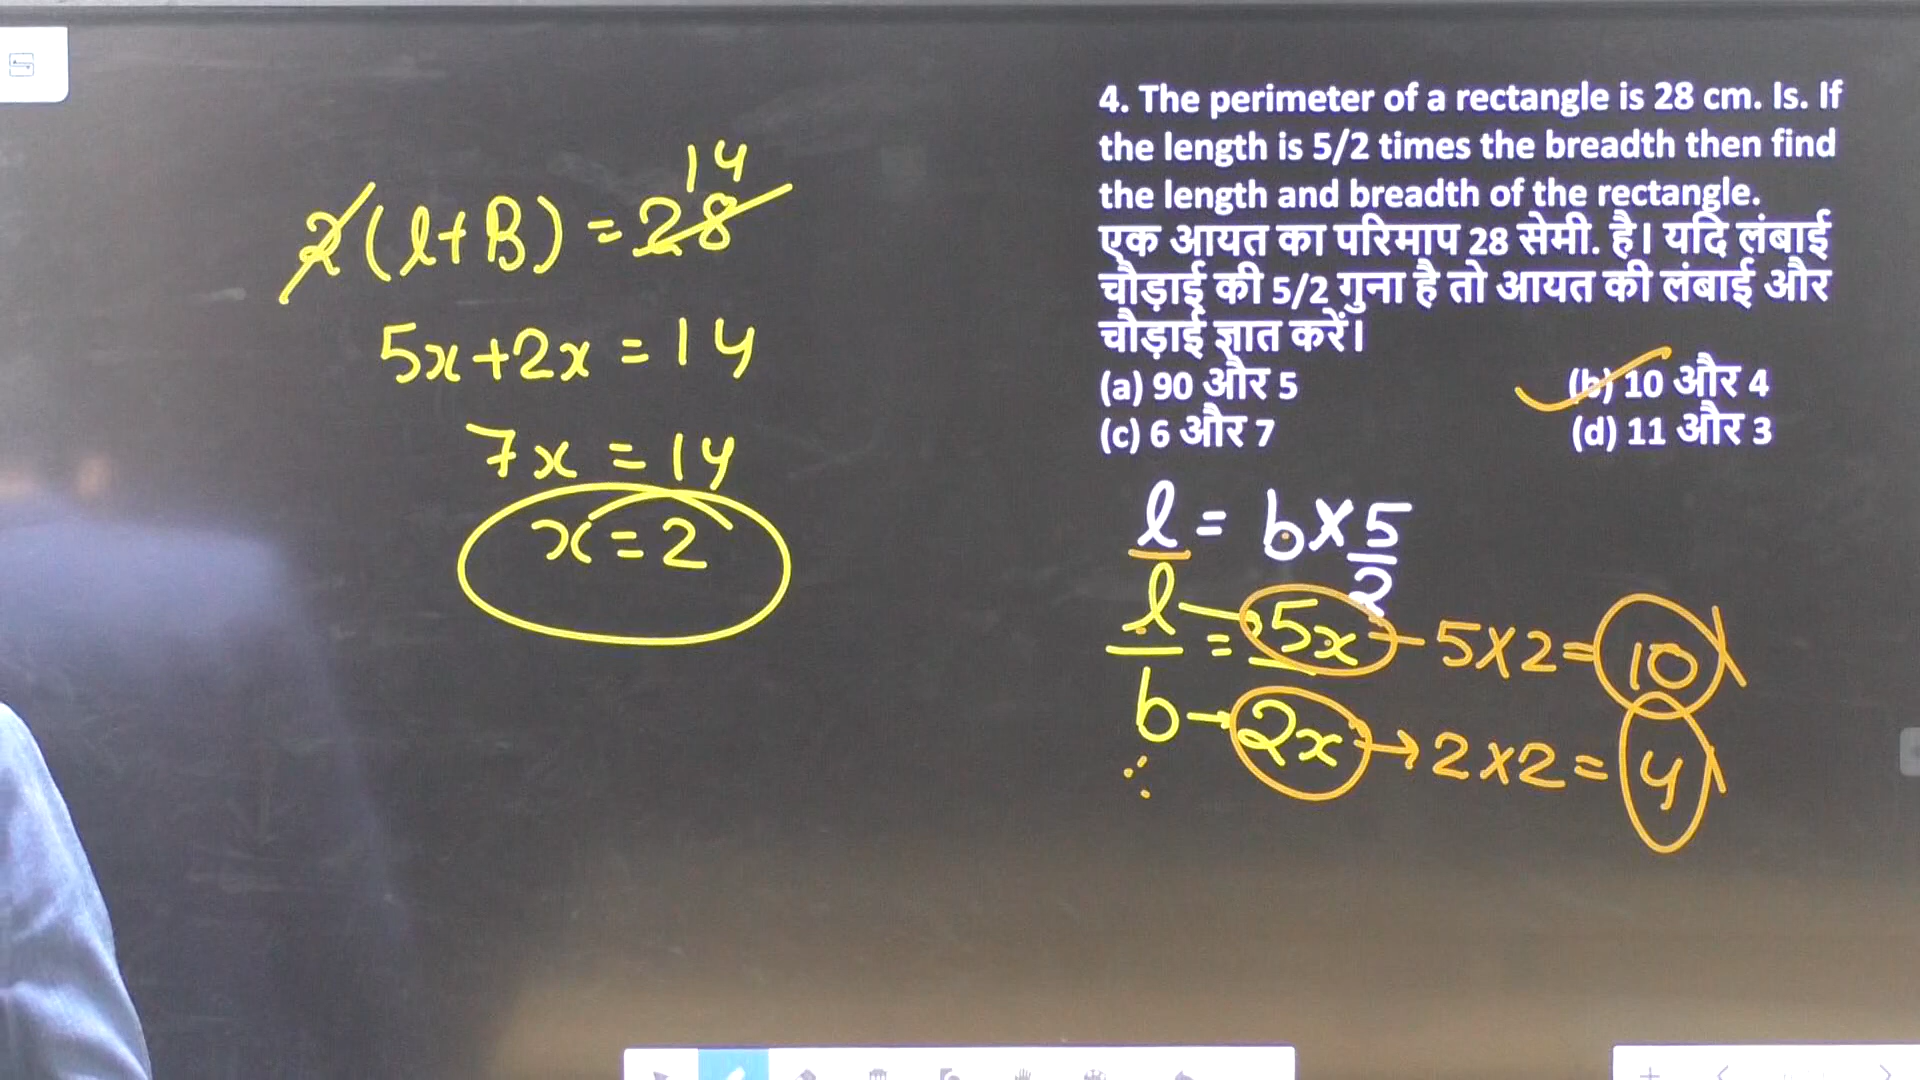 4. The perimeter of a rectangle is 28 cm. Is. If
the length is 5/2 times the breadth then find
the length and breadth of the rectangle.
एक आयत का परिमाप 28 सेमी. है। यदि लंबाई
चौड़ाई की 5/2 गुना है तो आयत की लंबाई और
चौड़ाई ज्ञात करें।
(a) 90 और 5 (b) 10 और 4
(c) 6 और 7 (d) 11 और 3
14
2(l+B) = 28
5x+2x = 14
7x = 14
x = 2
l = b×5/2
l → 5x - 5×2 = 10
=
b → 2x → 2×2 = 4
∴